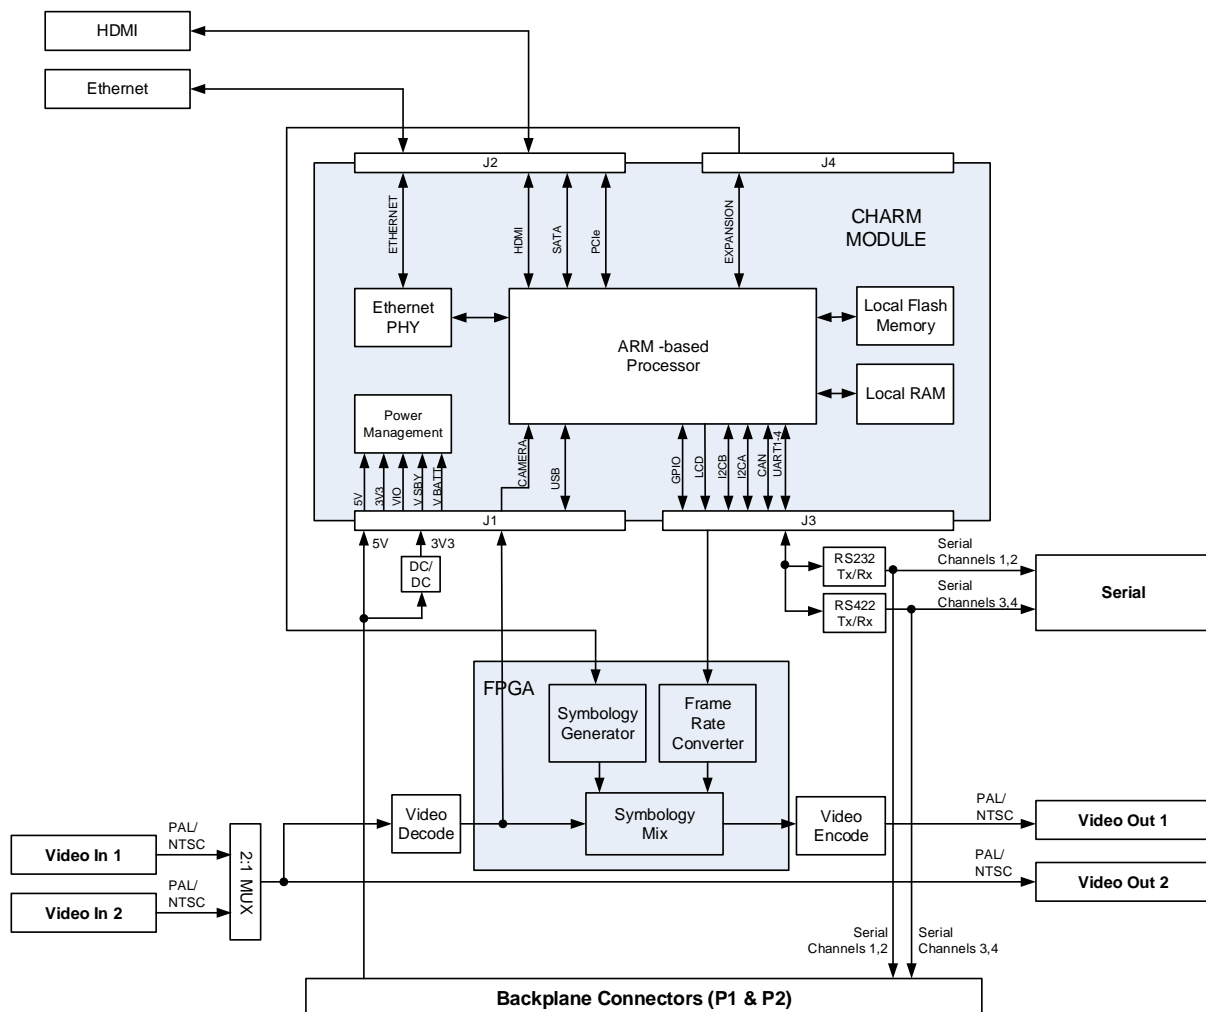 HDMI
Ethernet
J2
J4
CHARM
MODULE
ETHERNET
HDMI
SATA
PCIe
EXPANSION
Ethernet
PHY
ARM -based
Processor
Local Flash
Memory
Local RAM
Power
Management
5V
3V3
VIO
V SBY
V BATT
CAMERA
USB
GPIO
LCD
I2CB
I2CA
CAN
UART1-4
J1
J3
5V
3V3
DC/
DC
RS232
Tx/Rx
Serial
Channels 1,2
RS422
Tx/Rx
Serial
Channels 3,4
Serial
FPGA
Symbology
Generator
Frame
Rate
Converter
Video
Decode
Symbology
Mix
Video
Encode
PAL/
NTSC
Video Out 1
PAL/
NTSC
Video Out 2
Video In 1
PAL/
NTSC
Video In 2
PAL/
NTSC
2:1 MUX
Serial
Channels 1,2
Serial
Channels 3,4
Backplane Connectors (P1 & P2)